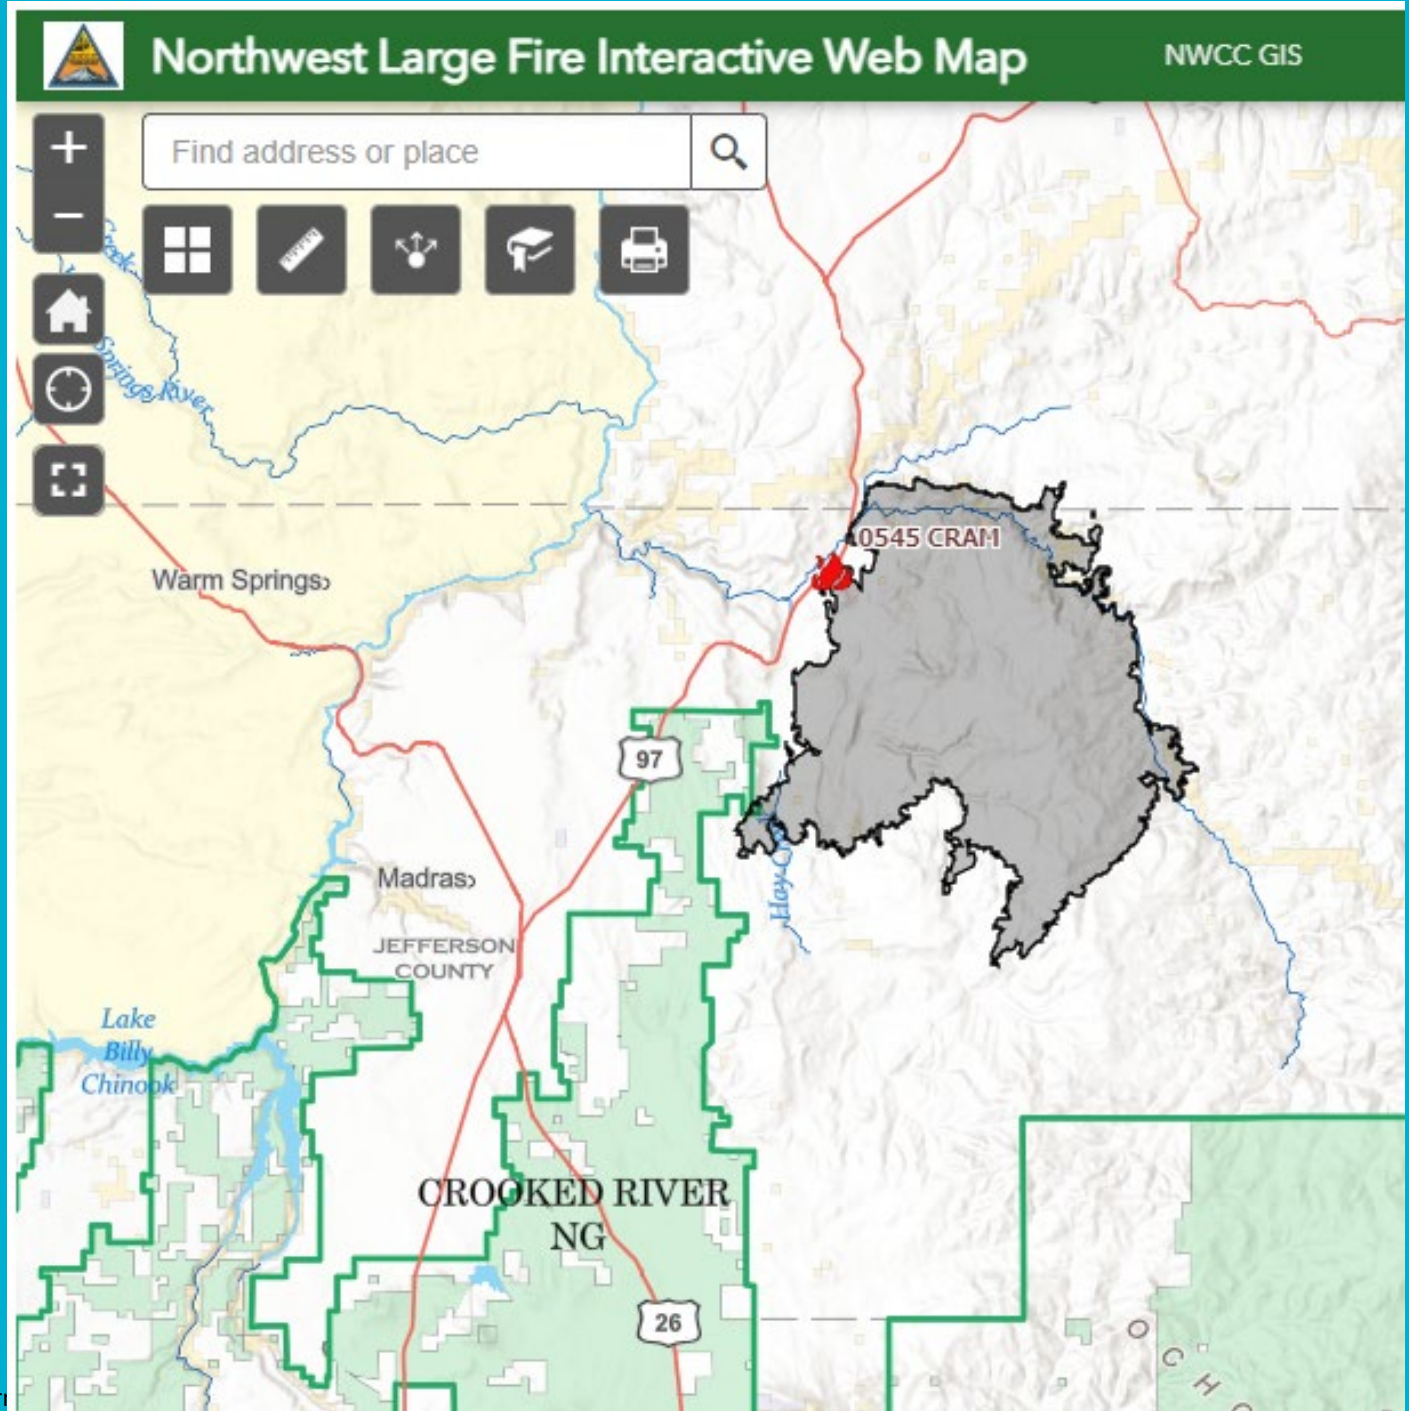 Northwest Large Fire Interactive Web Map
NWCC GIS
Find address or place
Creek
Springs River
0545 CRAM
Warm Springs
97
Madras
JEFFERSON
COUNTY
Lake
Billy
Chinook
CROOKED RIVER
NG
26
O C H O